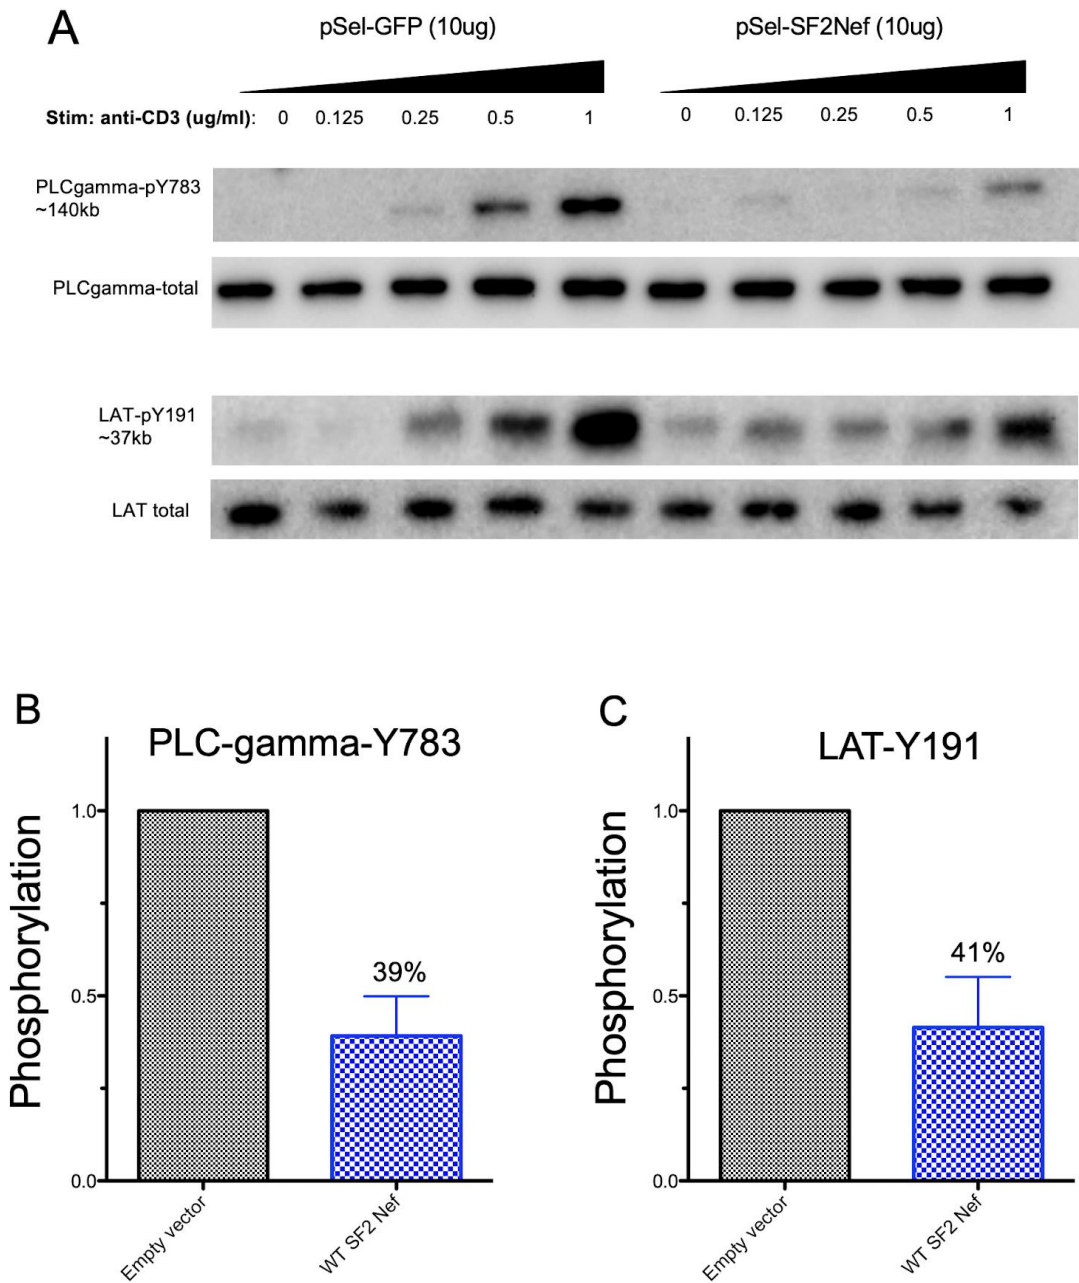 A
pSel-GFP (10ug)
pSel-SF2Nef (10ug)
Stim: anti-CD3 (ug/ml): 0 0.125 0.25 0.5 1 0 0.125 0.25 0.5 1
PLCgamma-pY783
~140kb
PLCgamma-total
LAT-pY191
~37kb
LAT total
B
PLC-gamma-Y783
Phosphorylation
1.0
0.5
0.0
39%
Empty vector
WT SF2 Nef
C
LAT-Y191
Phosphorylation
1.0
0.5
0.0
41%
Empty vector
WT SF2 Nef